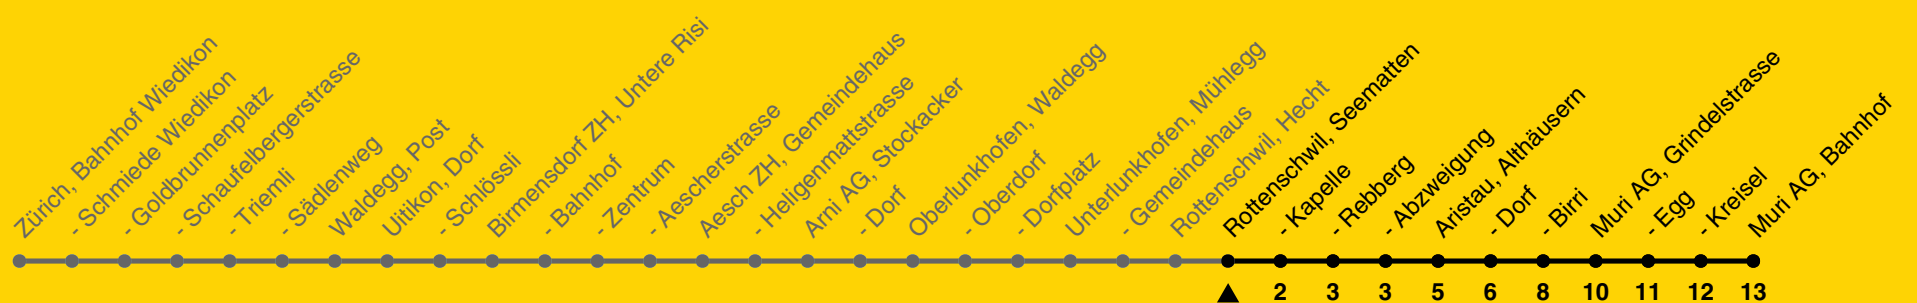 Zürich, Bahnhof Wiedikon
- Schmiede Wiedikon
- Goldbrunnenplatz
- Schaufelbergerstrasse
- Triemli
- Sädlenweg
Waldegg, Post
Uitikon, Dorf
- Schlössli
Birmensdorf ZH, Untere Risi
- Bahnhof
- Zentrum
- Aescherstrasse
Aesch ZH, Gemeindehaus
- Heligenmattstrasse
Arni AG, Stockacker
- Dorf
Oberlunkhofen, Waldegg
- Oberdorf
- Dorfplatz
Unterlunkhofen, Mühlegg
- Gemeindehaus
Rottenschwil, Hecht
Rottenschwil, Seematten
- Kapelle
- Rebberg
- Abzweigung
Aristau, Althäusern
- Dorf
- Birri
Muri AG, Grindelstrasse
- Egg
- Kreisel
Muri AG, Bahnhof
2 3 3 5 6 8 10 11 12 13